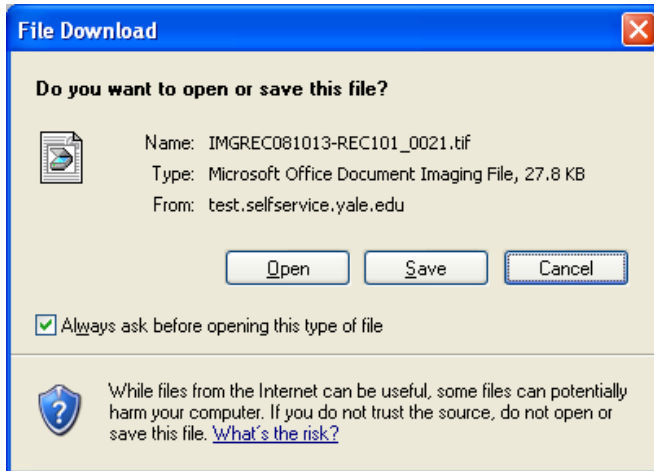 File Download
Do you want to open or save this file?
Name: IMGREC081013-REC101_0021.tif
Type: Microsoft Office Document Imaging File, 27.8 KB
From: test.selfservice.yale.edu
Open Save Cancel
Always ask before opening this type of file
While files from the Internet can be useful, some files can potentially
harm your computer. If you do not trust the source, do not open or
save this file. What's the risk?